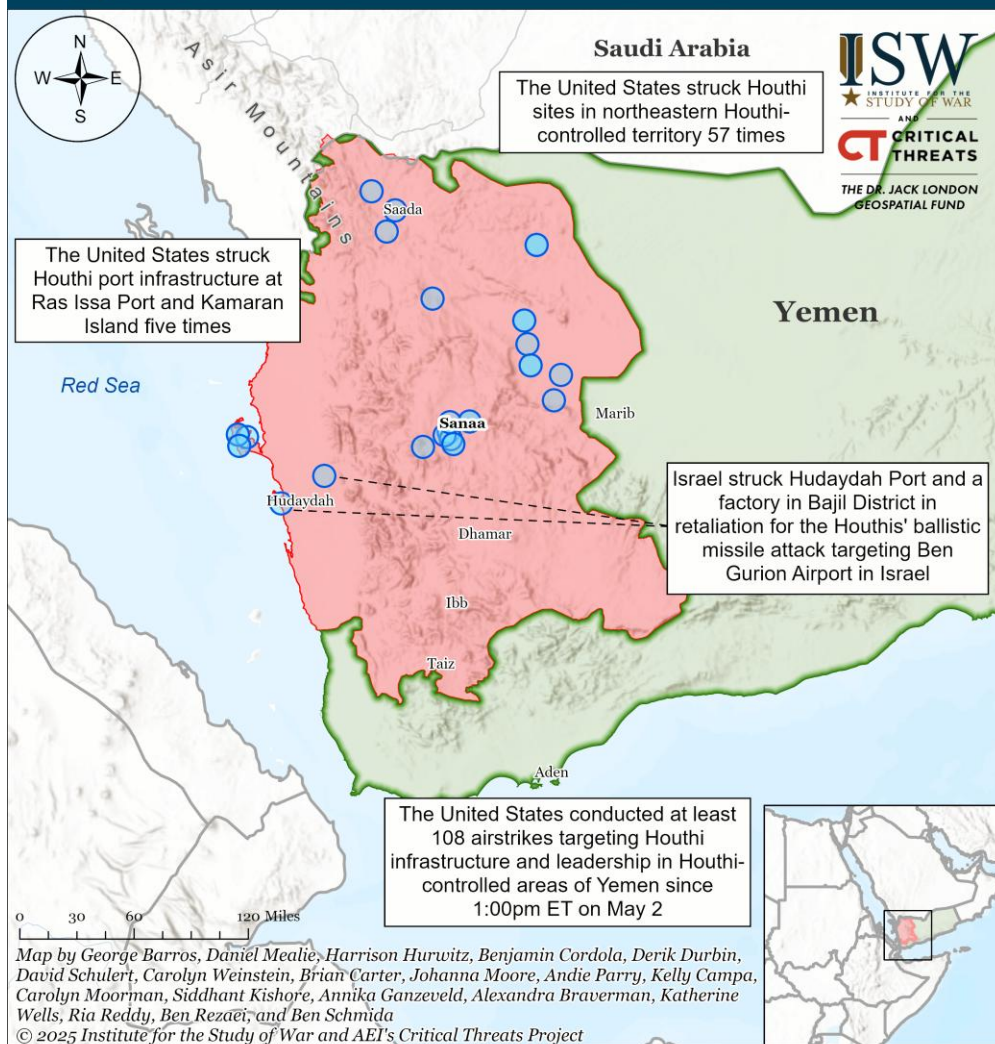 N
W
E
S
Asir Mountains
Saudi Arabia
ISW
INSTITUTE FOR THE
STUDY OF WAR
AND
CT CRITICAL
THREATS
THE DR. JACK LONDON
GEOSPATIAL FUND
The United States struck Houthi
sites in northeastern Houthi-
controlled territory 57 times
Saada
The United States struck
Houthi port infrastructure at
Ras Issa Port and Kamaran
Island five times
Yemen
Red Sea
Marib
Sanaa
Israel struck Hudaydah Port and a
factory in Bajil District in
retaliation for the Houthis' ballistic
missile attack targeting Ben
Gurion Airport in Israel
Hudaydah
Dhamar
Ibb
Taiz
Aden
The United States conducted at least
108 airstrikes targeting Houthi
infrastructure and leadership in Houthi-
controlled areas of Yemen since
1:00pm ET on May 2
0 30 60 120 Miles
Map by George Barros, Daniel Mealie, Harrison Hurwitz, Benjamin Cordola, Derik Durbin,
David Schulert, Carolyn Weinstein, Brian Carter, Johanna Moore, Andie Parry, Kelly Campa,
Carolyn Moorman, Siddhant Kishore, Annika Ganzeveld, Alexandra Braverman, Katherine
Wells, Ria Reddy, Ben Rezaei, and Ben Schmida
© 2025 Institute for the Study of War and AEI's Critical Threats Project